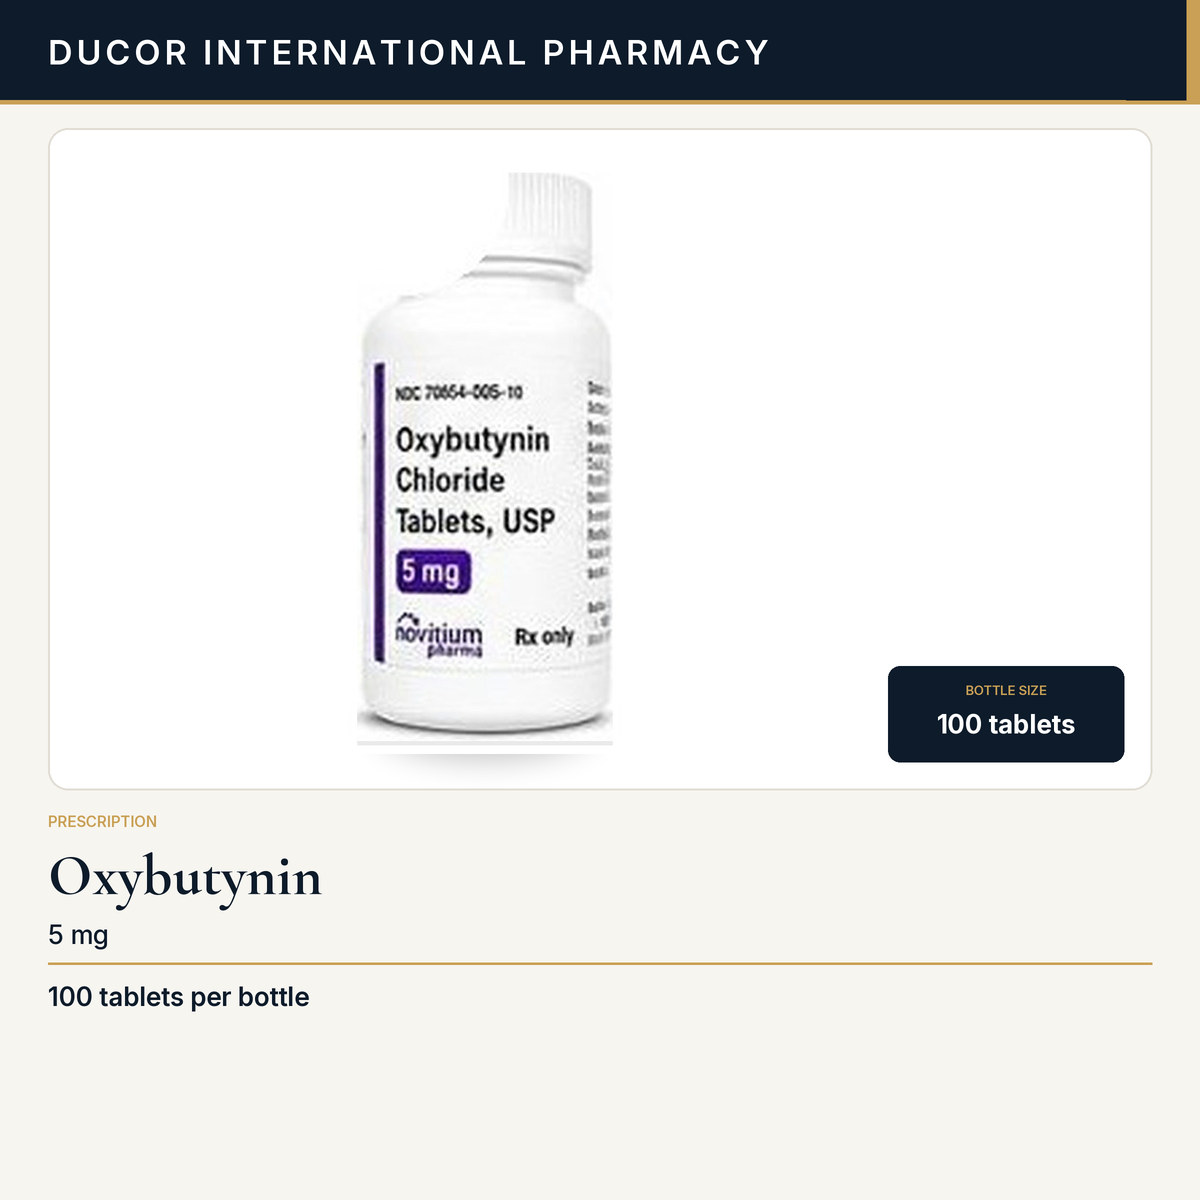 DUCOR INTERNATIONAL PHARMACY
NDC 70654-005-10
Oxybutynin
Chloride
Tablets, USP
5 mg
novitium
pharma
Rx only
BOTTLE SIZE
100 tablets
PRESCRIPTION
Oxybutynin
5 mg
100 tablets per bottle